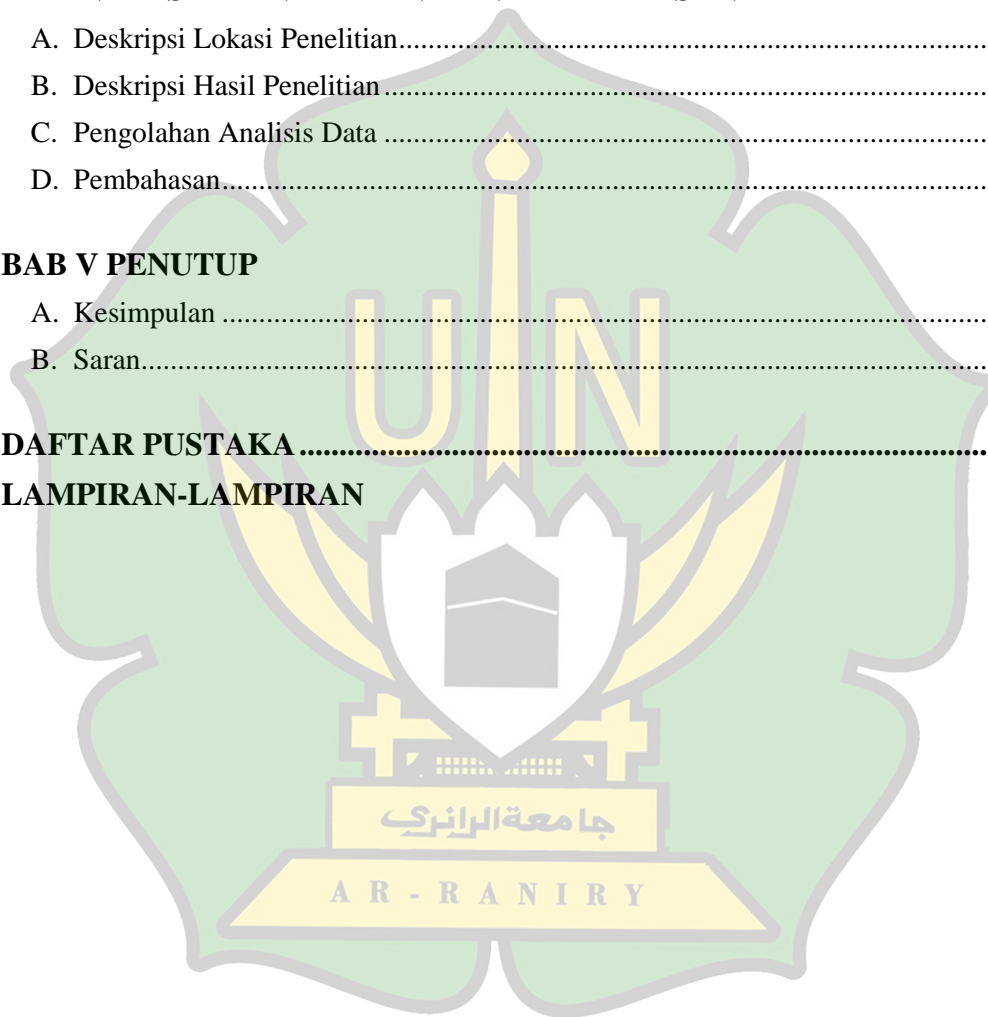 A. Deskripsi Lokasi Penelitian................................................................................
B. Deskripsi Hasil Penelitian..................................................................................
C. Pengolahan Analisis Data ..................................................................................
D. Pembahasan.........................................................................................................
BAB V PENUTUP
A. Kesimpulan .........................................................................................................
B. Saran....................................................................................................................
DAFTAR PUSTAKA......................................................................................
LAMPIRAN-LAMPIRAN
UIN
جامعة الرانري
AR-RANIRY